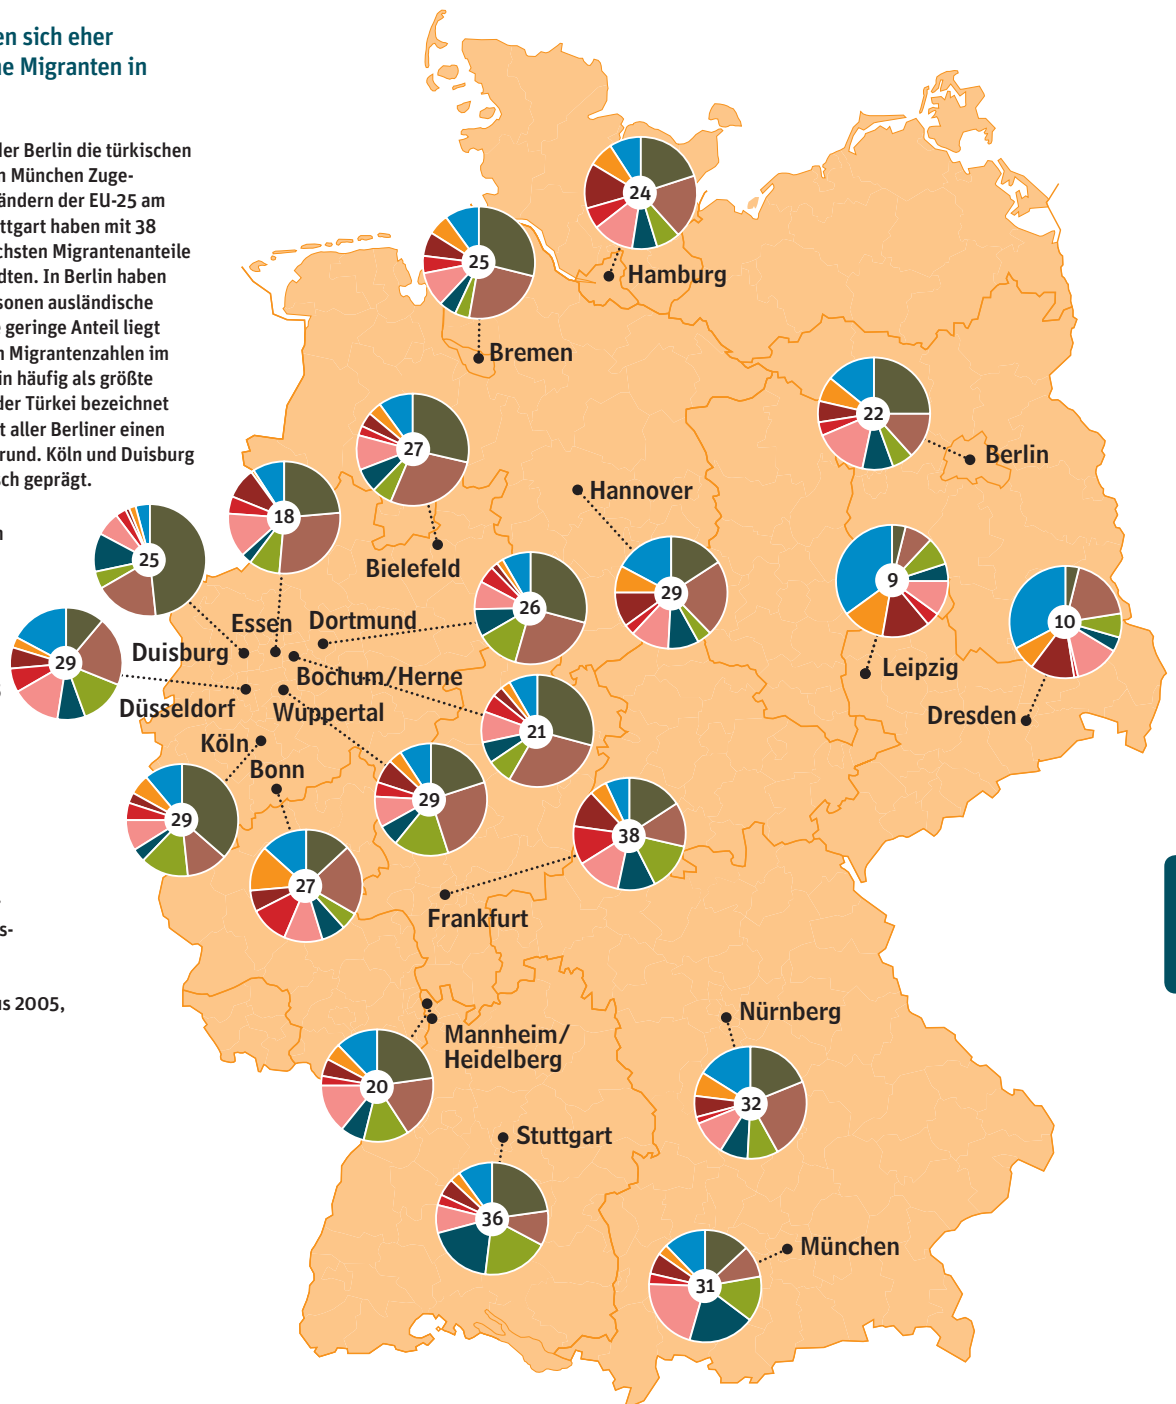 en sich eher
ne Migranten in
der Berlin die türkischen
n München Zuge-
ändern der EU-25 am
ttgart haben mit 38
chsten Migrantenanteile
dten. In Berlin haben
sonen ausländische
geringe Anteil liegt
n Migrantenzahlen im
in häufig als größte
der Türkei bezeichnet
t aller Berliner einen
rund. Köln und Duisburg
sch geprägt.
n
s-
us 2005,
24
Hamburg
25
Bremen
22
Berlin
27
Bielefeld
Hannover
29
18
Essen
25
Duisburg
26
Dortmund
9
Leipzig
10
Dresden
29
Düsseldorf
Bochum/Herne
21
Wuppertal
29
Köln
29
Bonn
27
38
Frankfurt
Mannheim/
Heidelberg
20
Nürnberg
32
Stuttgart
36
München
31